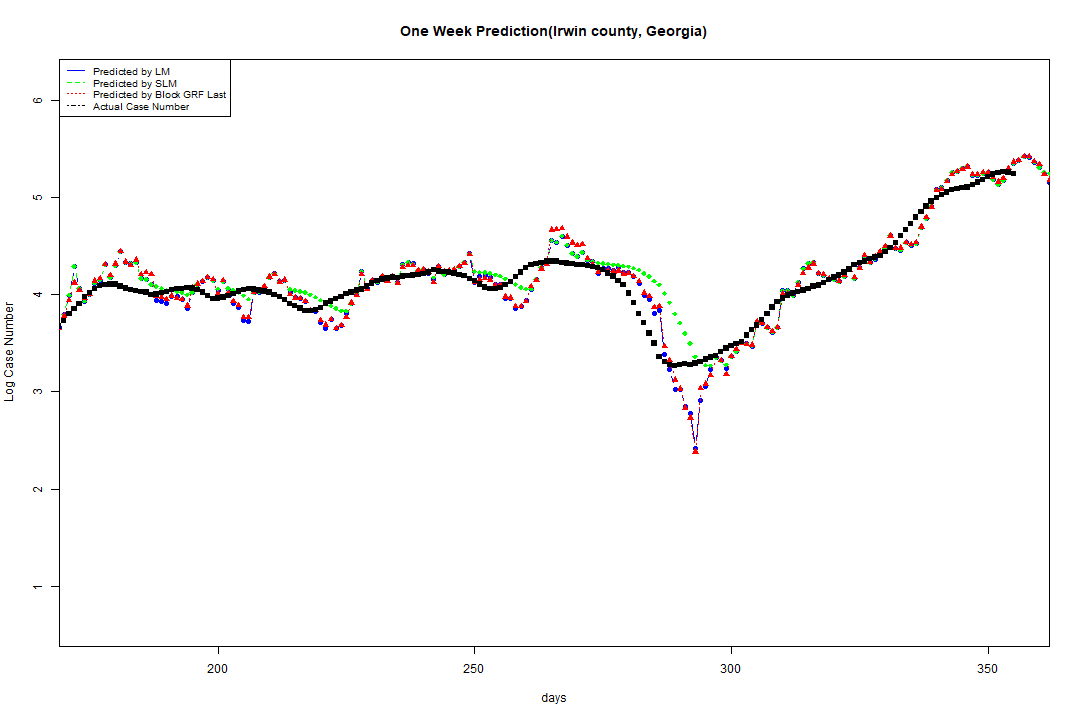 One Week Prediction(Irwin county, Georgia)
Predicted by LM
Predicted by SLM
Predicted by Block GRF Last
Actual Case Number
6
5
4
3
2
1
Log Case Number
200
250
300
350
days